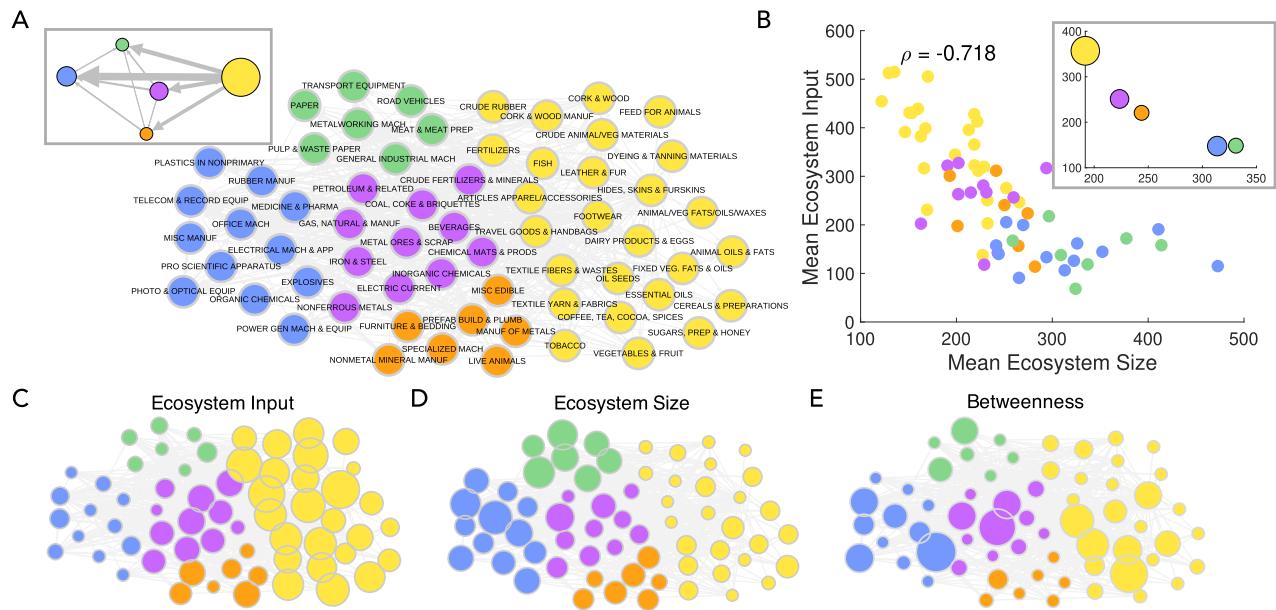 A
TRANSPORT EQUIPMENT
PAPER
ROAD VEHICLES
METALWORKING MACH
MEAT & MEAT PREP
PULP & WASTE PAPER
GENERAL INDUSTRIAL MACH
CRUDE RUBBER
CORK & WOOD
CORK & WOOD MANUF
FEED FOR ANIMALS
CRUDE ANIMAL/VEG MATERIALS
FERTILIZERS
DYEING & TANNING MATERIALS
FISH
LEATHER & FUR
PLASTICS IN NONPRIMARY
RUBBER MANUF
CRUDE FERTILIZERS & MINERALS
PETROLEUM & RELATED
HIDES, SKINS & FURSKINS
TELECOM & RECORD EQUIP
MEDICINE & PHARMA
COAL, COKE & BRIQUETTES
ARTICLES APPAREL/ACCESSORIES
FOOTWEAR
ANIMAL/VEG FATS/OILS/WAXES
OFFICE MACH
GAS, NATURAL & MANUF
BEVERAGES
TRAVEL GOODS & HANDBAGS
MISC MANUF
METAL ORES & SCRAP
DAIRY PRODUCTS & EGGS
ELECTRICAL MACH & APP
CHEMICAL MATS & PRODS
ANIMAL OILS & FATS
PRO SCIENTIFIC APPARATUS
IRON & STEEL
INORGANIC CHEMICALS
TEXTILE FIBERS & WASTES
FIXED VEG. FATS & OILS
OIL SEEDS
EXPLOSIVES
ELECTRIC CURRENT
MISC EDIBLE
ESSENTIAL OILS
PHOTO & OPTICAL EQUIP
ORGANIC CHEMICALS
NONFERROUS METALS
TEXTILE YARN & FABRICS
CEREALS & PREPARATIONS
PREFAB BUILD & PLUMB
COFFEE, TEA, COCOA, SPICES
POWER GEN MACH & EQUIP
FURNITURE & BEDDING
MANUF OF METALS
SUGARS, PREP & HONEY
SPECIALIZED MACH
TOBACCO
VEGETABLES & FRUIT
NONMETAL MINERAL MANUF
LIVE ANIMALS
B
ρ = -0.718
Mean Ecosystem Input
600
500
400
300
200
100
0
100 200 300 400 500
Mean Ecosystem Size
400
300
200
100
200 250 300 350
C
Ecosystem Input
D
Ecosystem Size
E
Betweenness